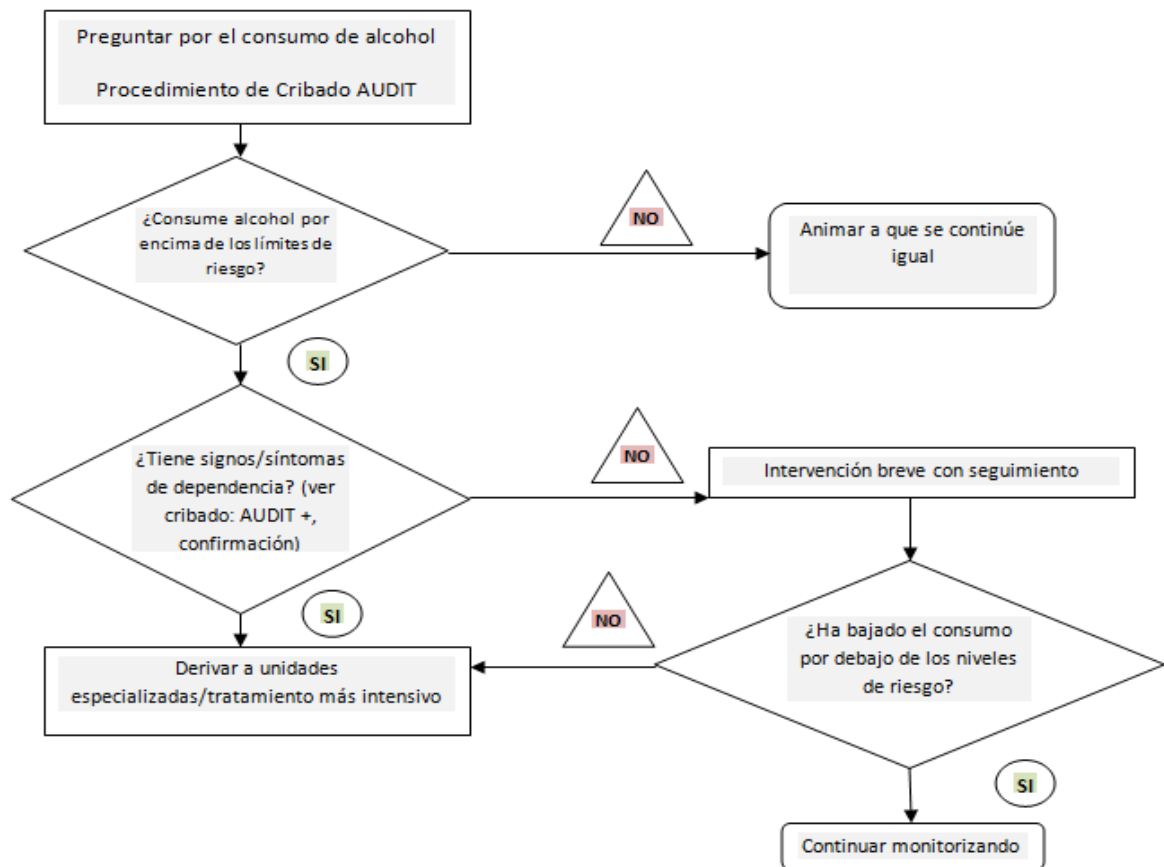 Preguntar por el consumo de alcohol
Procedimiento de Cribado AUDIT
¿Consume alcohol por
encima de los límites de
riesgo?
NO
Animar a que se continúe
igual
SI
¿Tiene signos/síntomas
de dependencia? (ver
cribado: AUDIT +,
confirmación)
NO
Intervención breve con seguimiento
SI
NO
¿Ha bajado el consumo
por debajo de los niveles
de riesgo?
Derivar a unidades
especializadas/tratamiento más intensivo
SI
Continuar monitorizando